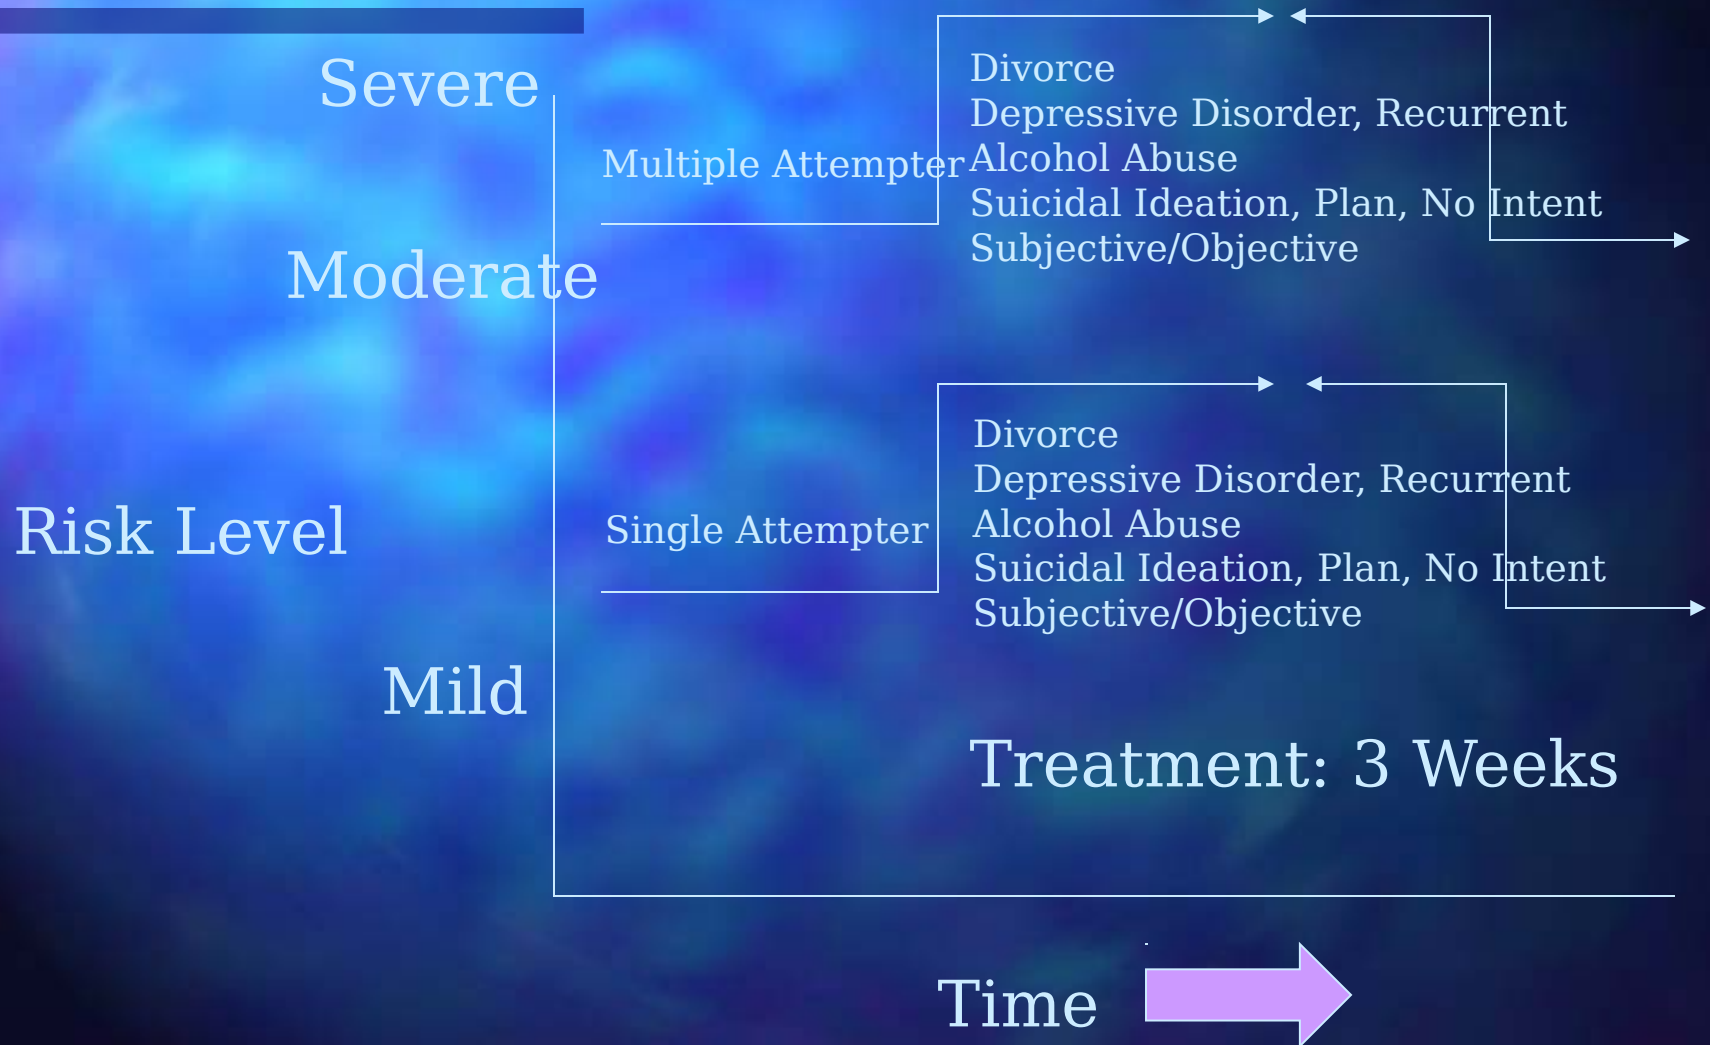 Severe
Multiple Attempter
Divorce
Depressive Disorder, Recurrent
Alcohol Abuse
Suicidal Ideation, Plan, No Intent
Subjective/Objective
Moderate
Risk Level
Single Attempter
Divorce
Depressive Disorder, Recurrent
Alcohol Abuse
Suicidal Ideation, Plan, No Intent
Subjective/Objective
Mild
Treatment: 3 Weeks
Time